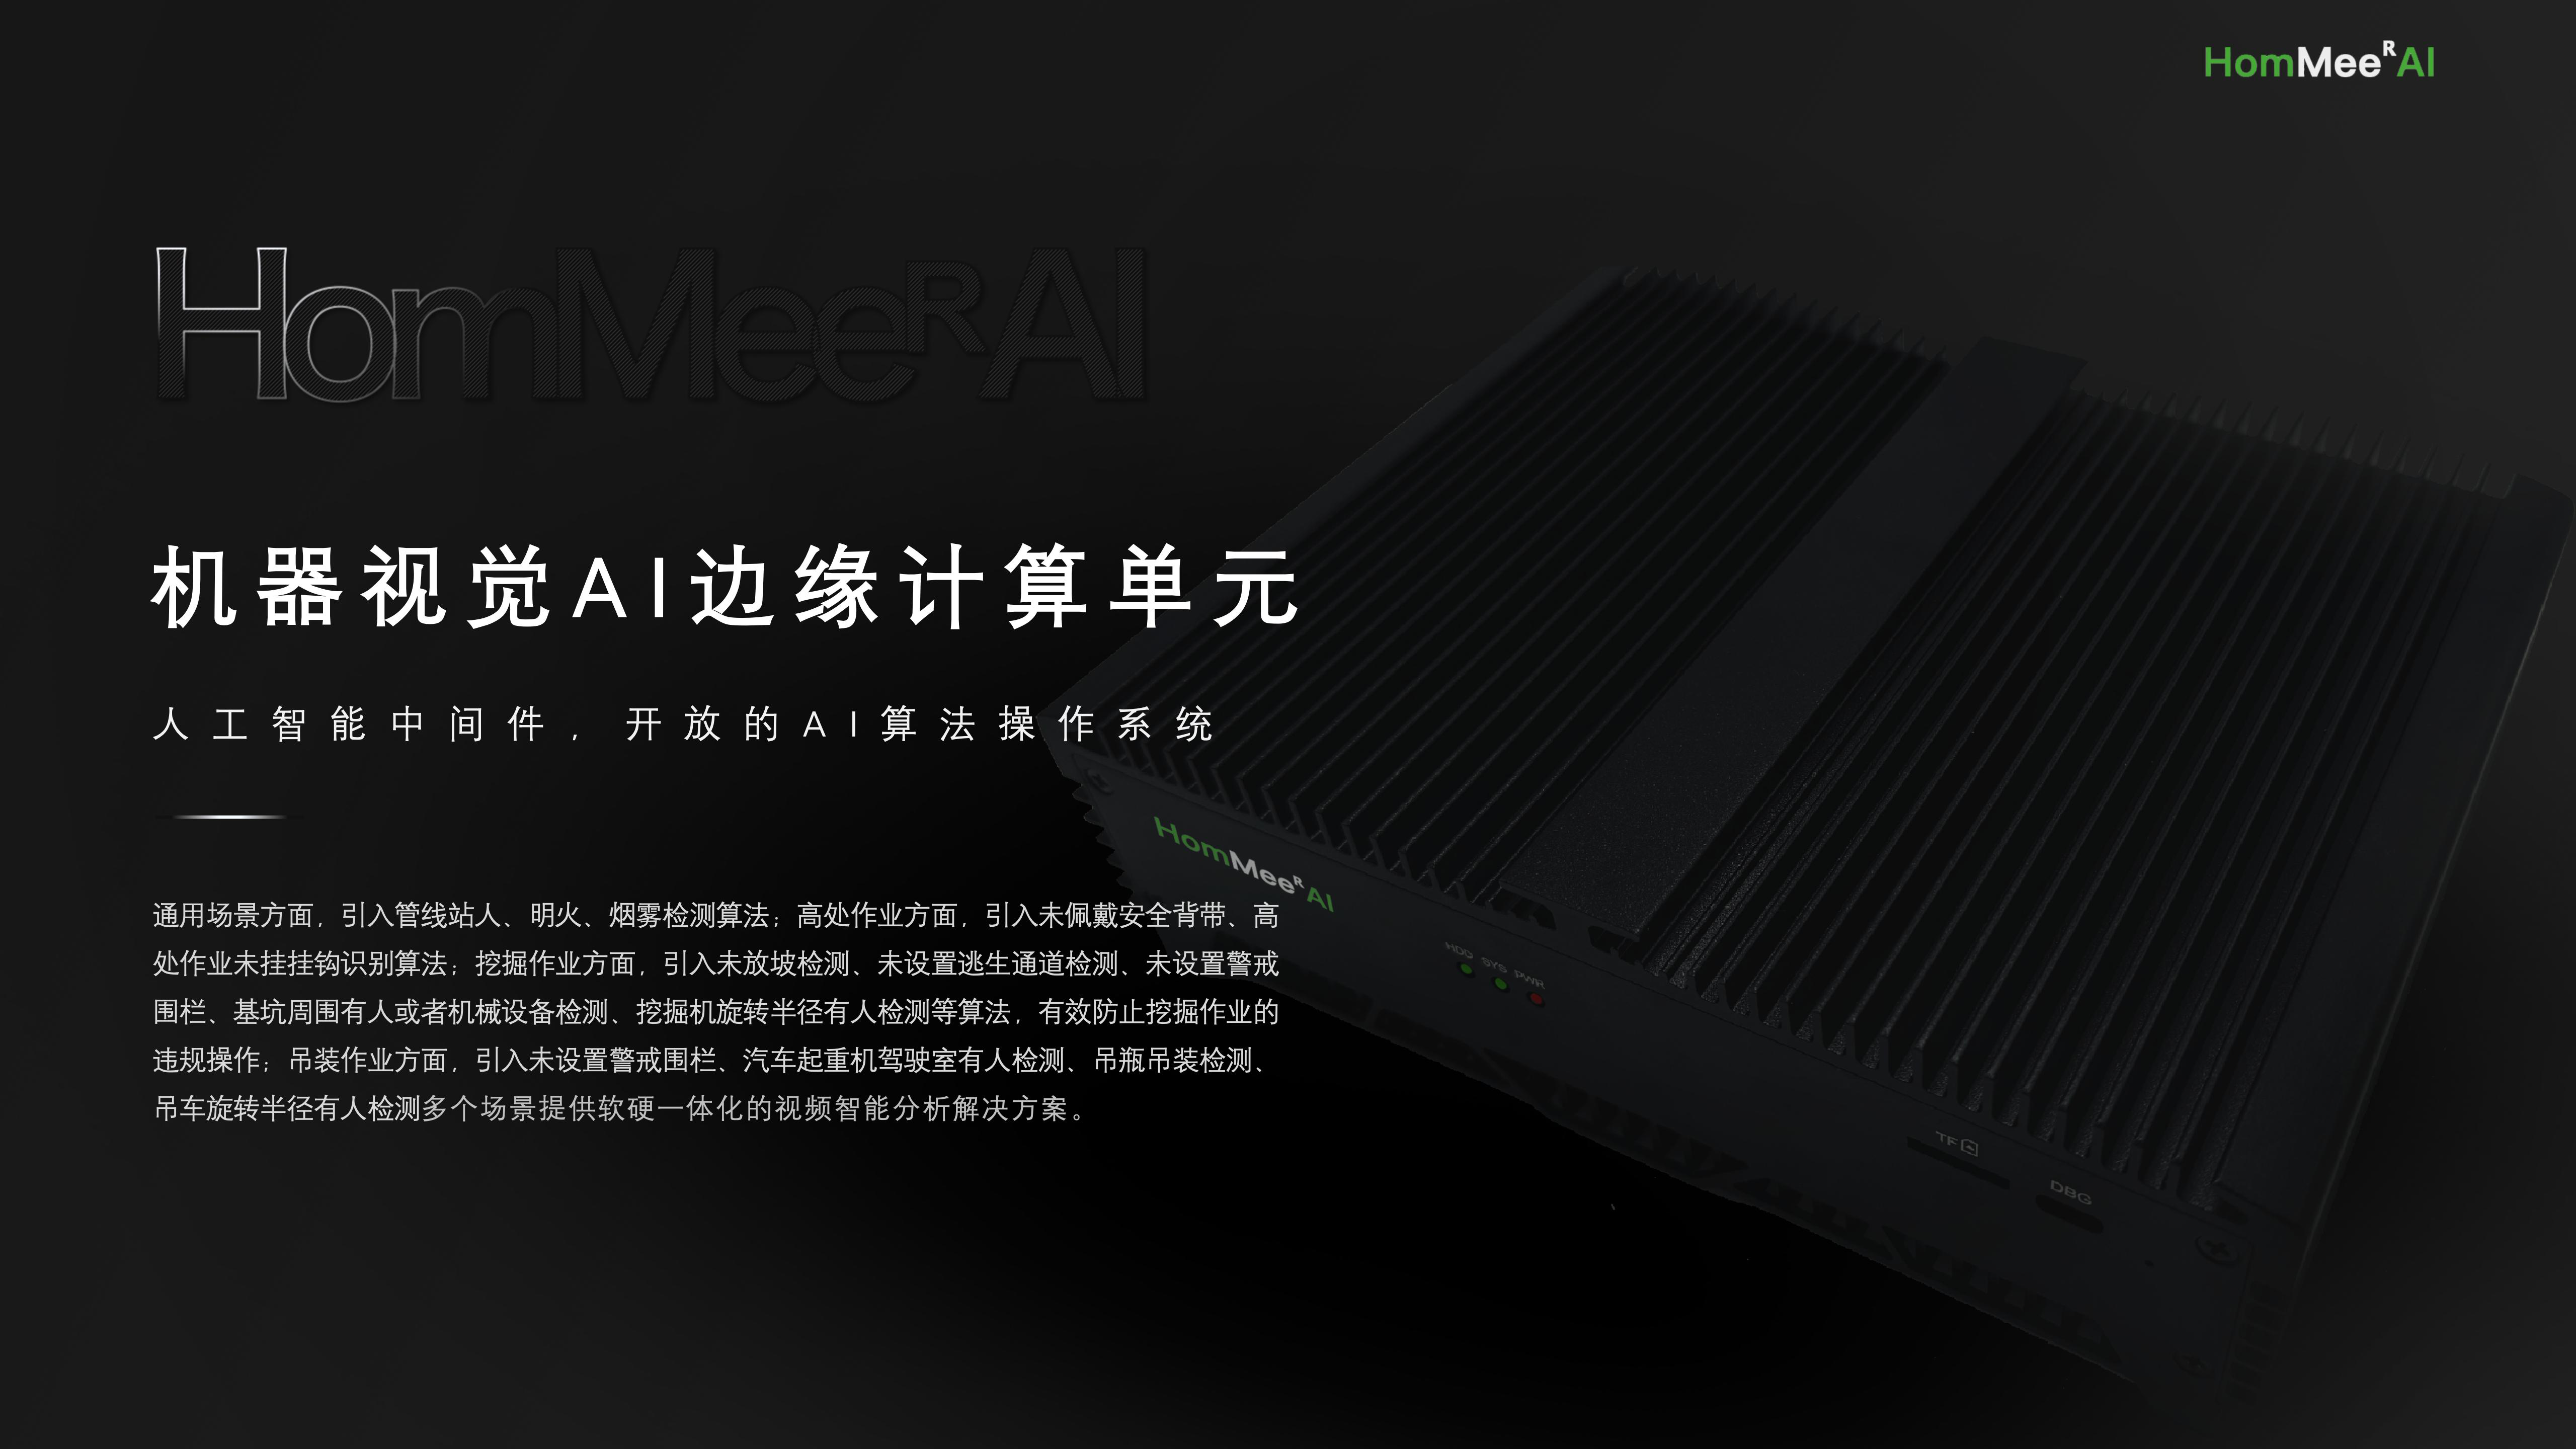 HomMeeᴿAI
HomMeeᴿAI
机器视觉AI边缘计算单元
人工智能中间件，开放的AI算法操作系统
通用场景方面，引入管线站人、明火、烟雾检测算法；高处作业方面，引入未佩戴安全背带、高
处作业未挂挂钩识别算法；挖掘作业方面，引入未放坡检测、未设置逃生通道检测、未设置警戒
围栏、基坑周围有人或者机械设备检测、挖掘机旋转半径有人检测等算法，有效防止挖掘作业的
违规操作；吊装作业方面，引入未设置警戒围栏、汽车起重机驾驶室有人检测、吊瓶吊装检测、
吊车旋转半径有人检测多个场景提供软硬一体化的视频智能分析解决方案。
HomMeeᴿAI
HDD SYS PWR
TF
DBG